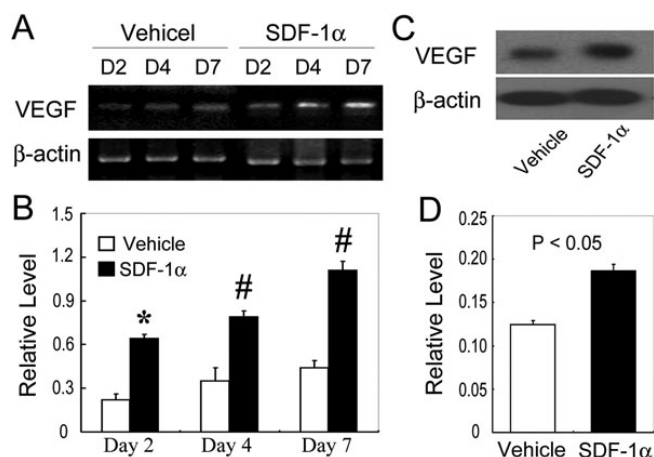 A
Vehicel SDF-1α
D2 D4 D7 D2 D4 D7
VEGF
β-actin
B
Relative Level
1.5
1.2
0.9
0.6
0.3
0
Vehicle
SDF-1α
*
#
#
Day 2 Day 4 Day 7
C
VEGF
β-actin
Vehicle
SDF-1α
D
Relative Level
0.25
0.20
0.15
0.10
0.05
0
P < 0.05
Vehicle SDF-1α